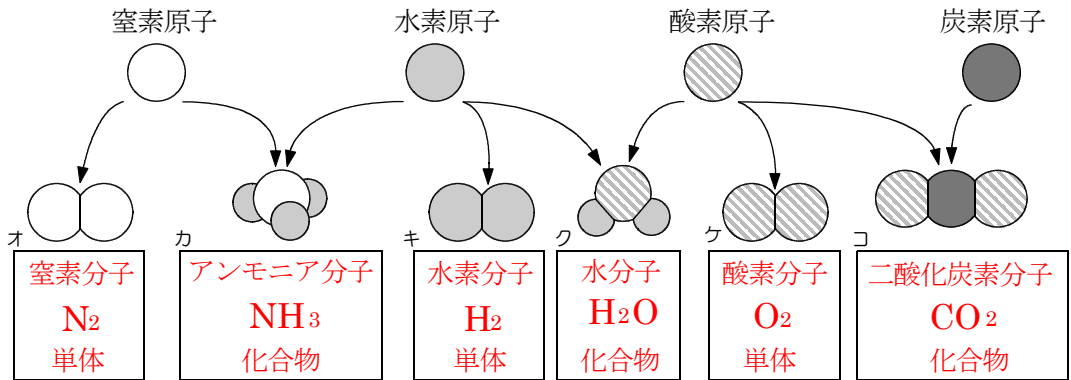 窒素原子
水素原子
酸素原子
炭素原子
オ
窒素分子
N2
単体
カ
アンモニア分子
NH3
化合物
キ
水素分子
H2
単体
ク
水分子
H2O
化合物
ケ
酸素分子
O2
単体
コ
二酸化炭素分子
CO2
化合物